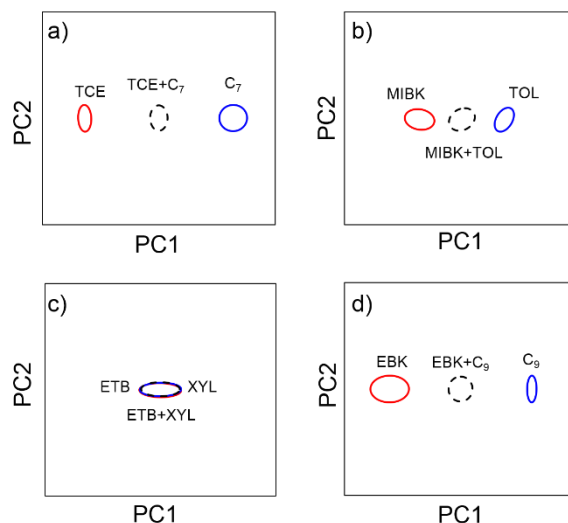 a)
TCE
TCE+C₇
C₇
PC2
PC1
b)
MIBK
TOL
MIBK+TOL
PC2
PC1
c)
ETB
XYL
ETB+XYL
PC2
PC1
d)
EBK
EBK+C₉
C₉
PC2
PC1